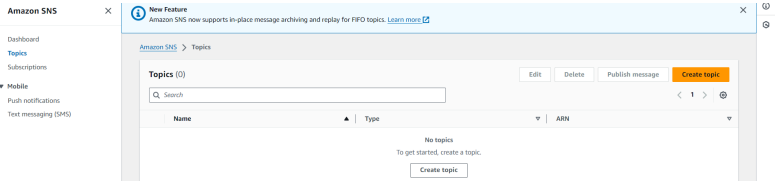 Amazon SNS
Dashboard
Topics
Subscriptions
Mobile
Push notifications
Text messaging (SMS)
New Feature
Amazon SNS now supports in-place message archiving and replay for FIFO topics. Learn more
Amazon SNS > Topics
Topics (0)
Edit
Delete
Publish message
Create topic
Search
1
Name
Type
ARN
No topics
To get started, create a topic.
Create topic